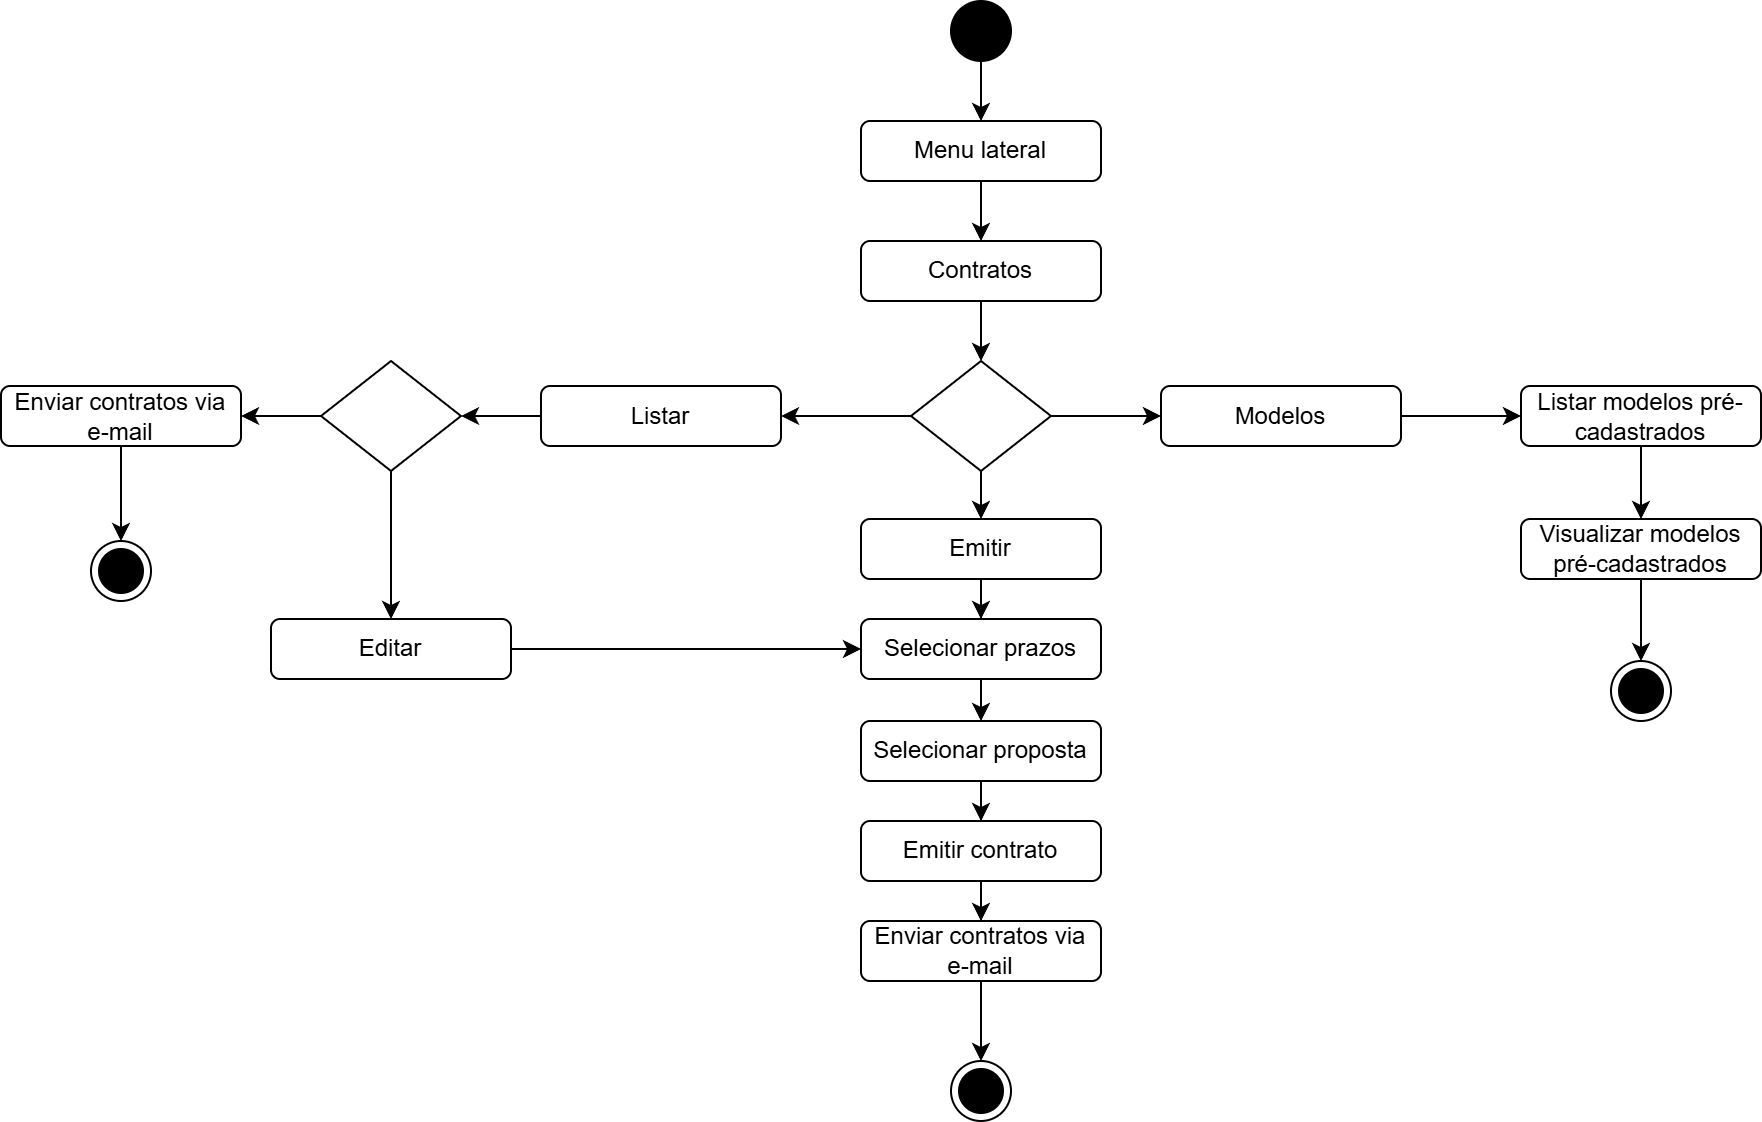 Menu lateral
Contratos
Enviar contratos via
e-mail
Listar
Modelos
Listar modelos pré-
cadastrados
Emitir
Visualizar modelos
pré-cadastrados
Editar
Selecionar prazos
Selecionar proposta
Emitir contrato
Enviar contratos via
e-mail